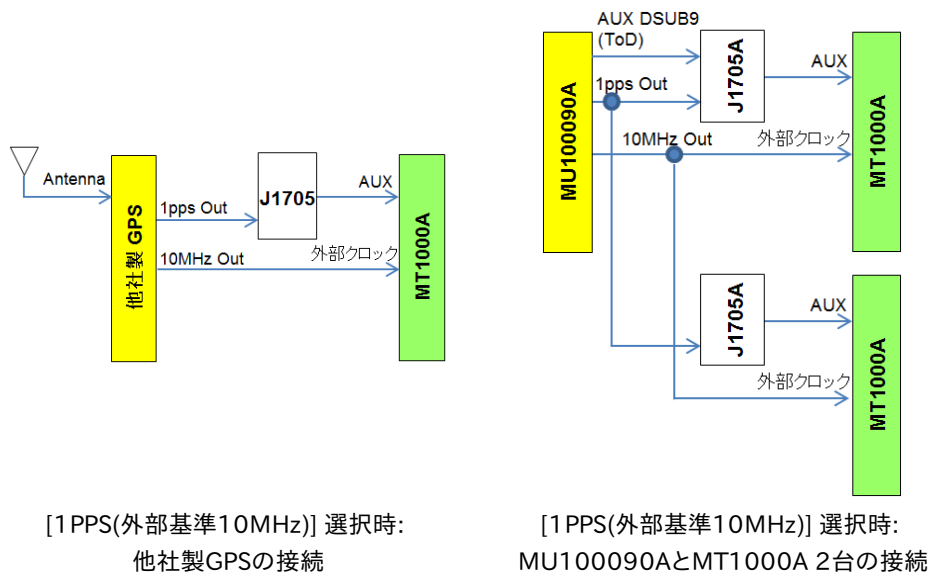 Antenna
他社製 GPS
1pps Out
10MHz Out
J1705
AUX
外部クロック
MT1000A
[1PPS(外部基準10MHz)] 選択時:
他社製GPSの接続
MU100090A
AUX DSUB9
(ToD)
1pps Out
10MHz Out
J1705A
AUX
外部クロック
MT1000A
J1705A
AUX
外部クロック
MT1000A
[1PPS(外部基準10MHz)] 選択時:
MU100090AとMT1000A 2台の接続